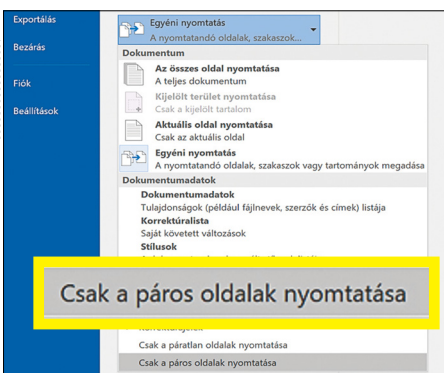 Exportálás
Bezárás
Fiók
Beállítások
Egyéni nyomtatás
A nyomtatandó oldalak, szakaszok...
Dokumentum
Az összes oldal nyomtatása
A teljes dokumentum
Kijelölt terület nyomtatása
Csak a kijelölt tartalom
Aktuális oldal nyomtatása
Csak az aktuális oldal
Egyéni nyomtatás
A nyomtatandó oldalak, szakaszok vagy tartományok megadása
Dokumentumadatok
Dokumentumadatok
Tulajdonságok (például fájlnevek, szerzők és címek) listája
Korrektúralista
Saját követett változások
Stílusok
Csak a páros oldalak nyomtatása
Csak a páratlan oldalak nyomtatása
Csak a páros oldalak nyomtatása